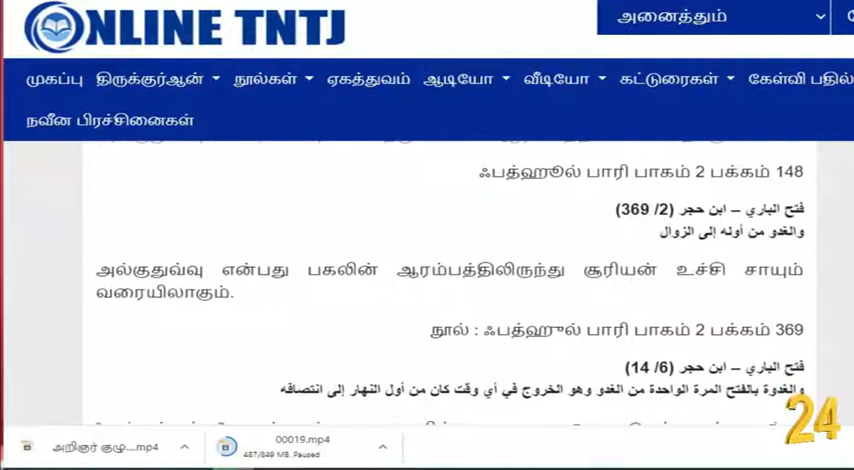 ONLINE TNTJ
அனைத்தும்
முகப்பு திருக்குர்ஆன் நூல்கள் ஏகத்துவம் ஆடியோ வீடியோ கட்டுரைகள் கேள்வி பதில்
நவீன பிரச்சினைகள்
ஃபத்ஹூல் பாரி பாகம் 2 பக்கம் 148
فتح الباري – ابن حجر (2/ 369)
والغدو من أوله إلى الزوال
அல்குதுவ்வு என்பது பகலின் ஆரம்பத்திலிருந்து சூரியன் உச்சி சாயும்
வரையிலாகும்.
நூல் : ஃபத்ஹுல் பாரி பாகம் 2 பக்கம் 369
فتح الباري – ابن حجر (6/ 14)
والغدوة بالفتح المرة الواحدة من الغدو وهو الخروج في أي وقت كان من أول النهار إلى انتصافه
24
அறிஞர் குழு....mp4
00019.mp4
487/849 MB, Paused